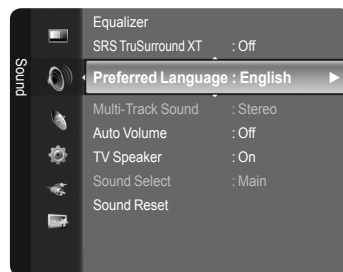 Sound
Equalizer
SRS TruSurround XT : Off
Preferred Language : English
Multi-Track Sound : Stereo
Auto Volume : Off
TV Speaker : On
Sound Select : Main
Sound Reset